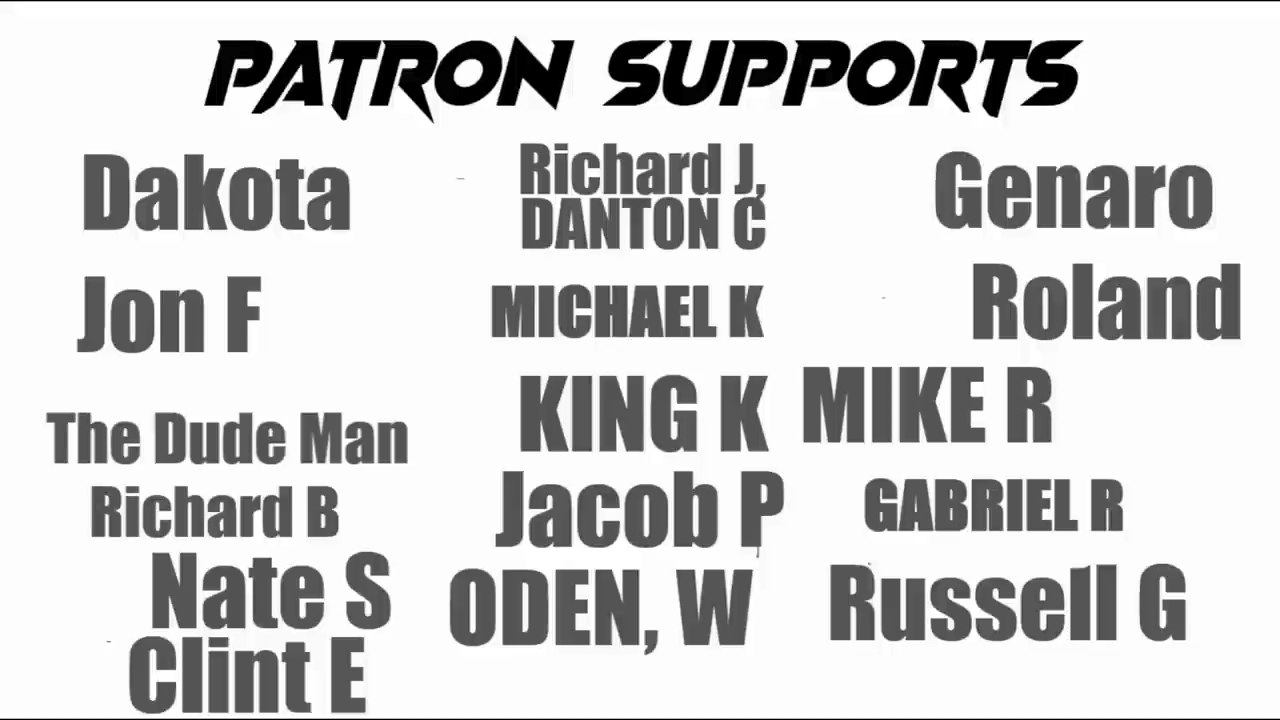 PATRON SUPPORTS
Dakota
Jon F
The Dude Man
Richard B
Nate S
Clint E
Richard J,
DANTON C
MICHAEL K
KING K
Jacob P
ODEN, W
Genaro
Roland
MIKE R
GABRIEL R
Russell G